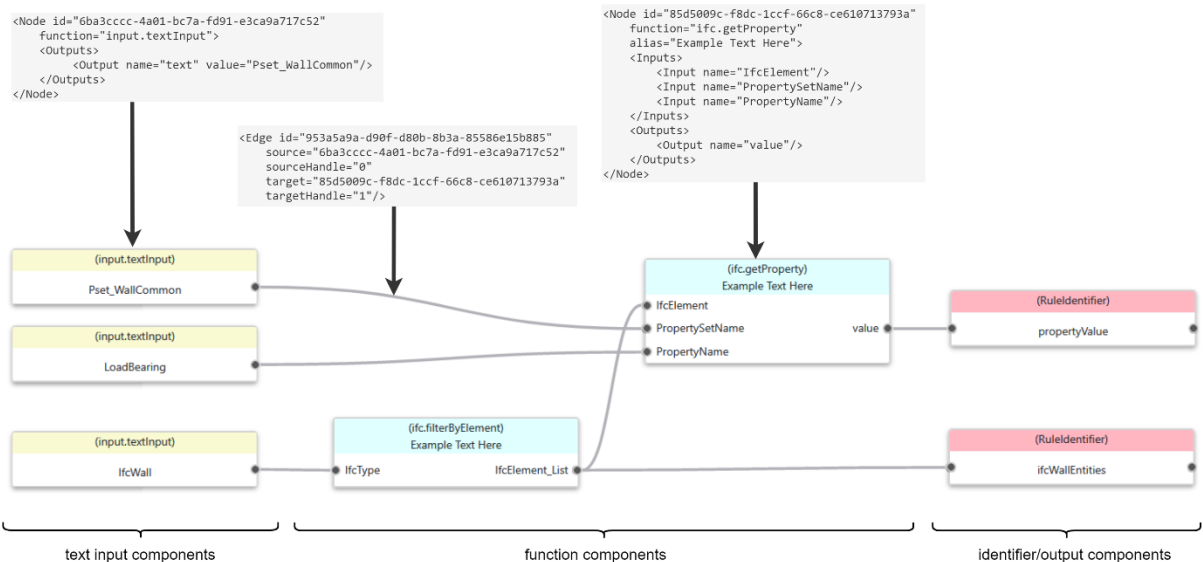 <Node id="6ba3cccc-4a01-bc7a-fd91-e3ca9a717c52"
function="input.textInput">
<Outputs>
<Output name="text" value="Pset_WallCommon"/>
</Outputs>
</Node>
<Edge id="953a5a9a-d90f-d80b-8b3a-85586e15b885"
source="6ba3cccc-4a01-bc7a-fd91-e3ca9a717c52"
sourceHandle="0"
target="85d5009c-f8dc-1ccf-66c8-ce610713793a"
targetHandle="1"/>
<Node id="85d5009c-f8dc-1ccf-66c8-ce610713793a"
function="ifc.getProperty"
alias="Example Text Here">
<Inputs>
<Input name="IfcElement"/>
<Input name="PropertySetName"/>
<Input name="PropertyName"/>
</Inputs>
<Outputs>
<Output name="value"/>
</Outputs>
</Node>
(input.textInput)
Pset_WallCommon
(input.textInput)
LoadBearing
(input.textInput)
IfcWall
(ifc.filterByElement)
Example Text Here
IfcType IfcElement_List
(ifc.getProperty)
Example Text Here
IfcElement
PropertySetName value
PropertyName
(RuleIdentifier)
propertyValue
(RuleIdentifier)
ifcWallEntities
text input components
function components
identifier/output components